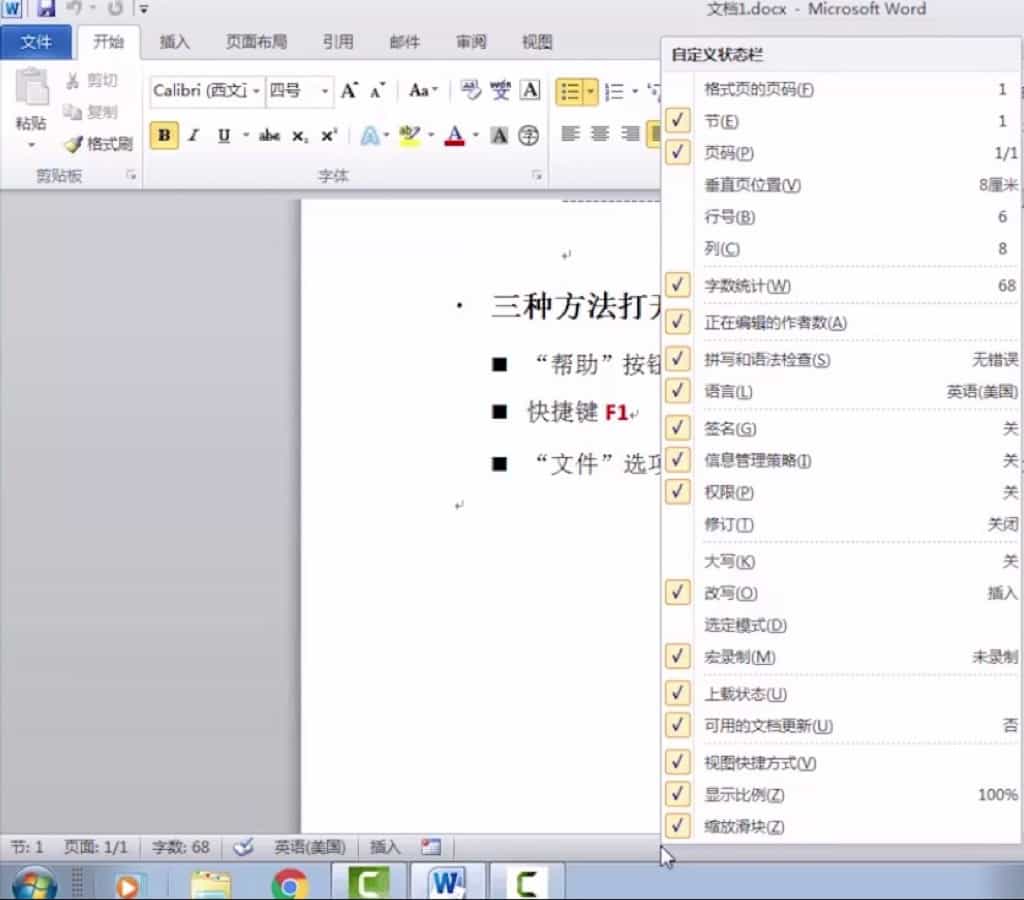 文档1.docx - Microsoft Word
文件 开始 插入 页面布局 引用 邮件 审阅 视图
剪切
复制
格式刷
粘贴
剪贴板
Calibri (西文 四号
Aa
B I U abc x₂ x² A A
字体
三种方法打开
“帮助”按钮
快捷键 F1
“文件”选项
自定义状态栏
格式页的页码(F) 1
节(E) 1
页码(P) 1/1
垂直页位置(V) 8厘米
行号(B) 6
列(C) 8
字数统计(W) 68
正在编辑的作者数(A)
拼写和语法检查(S) 无错误
语言(L) 英语(美国)
签名(G) 关
信息管理策略(I) 关
权限(P) 关
修订(T) 关闭
大写(K) 关
改写(O) 插入
选定模式(D)
宏录制(M) 未录制
上载状态(U)
可用的文档更新(U) 否
视图快捷方式(V)
显示比例(Z) 100%
缩放滑块(Z)
节: 1 页面: 1/1 字数: 68 英语(美国) 插入